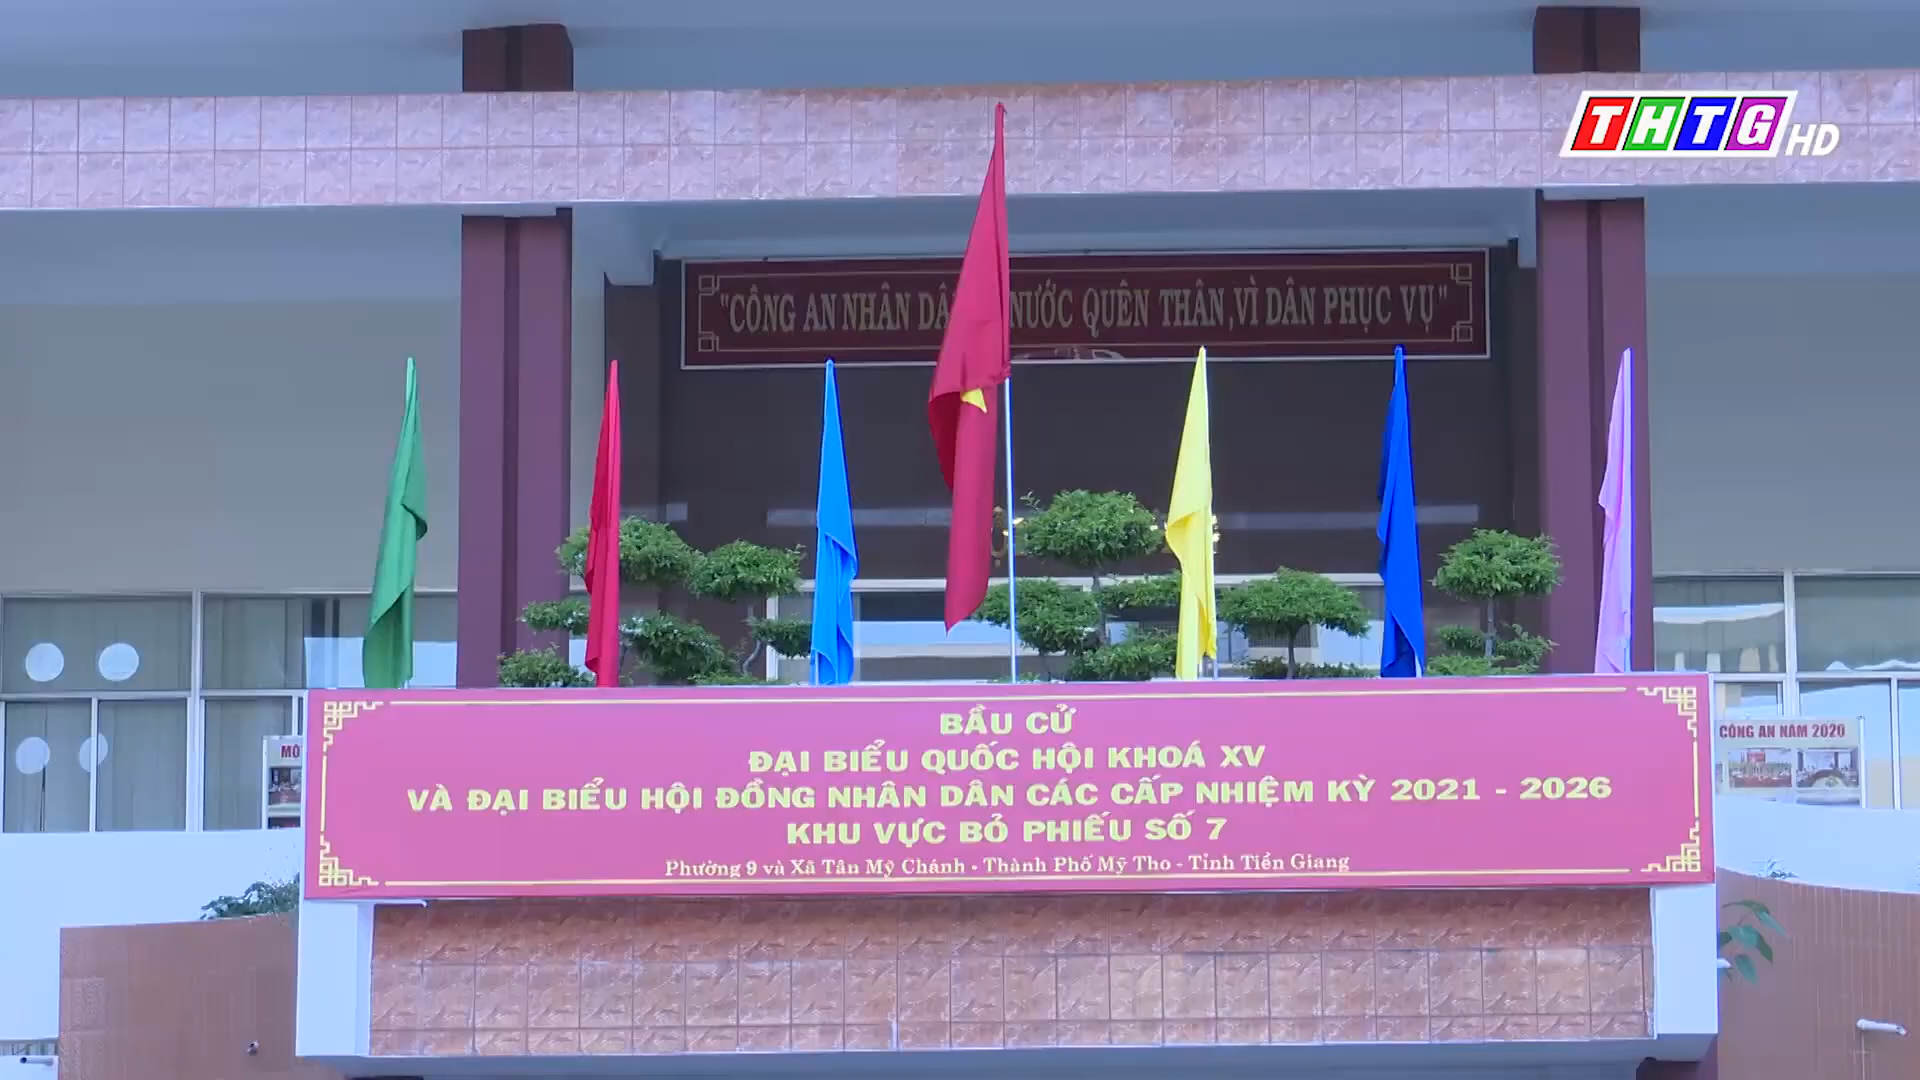 THTG HD
"CÔNG AN NHÂN DÂN NƯỚC QUÊN THÂN, VÌ DÂN PHỤC VỤ"
BẦU CỬ
ĐẠI BIỂU QUỐC HỘI KHOÁ XV
VÀ ĐẠI BIỂU HỘI ĐỒNG NHÂN DÂN CÁC CẤP NHIỆM KỲ 2021 - 2026
KHU VỰC BỎ PHIẾU SỐ 7
Phường 9 và Xã Tân Mỹ Chánh - Thành Phố Mỹ Tho - Tỉnh Tiền Giang
CÔNG AN NĂM 2020